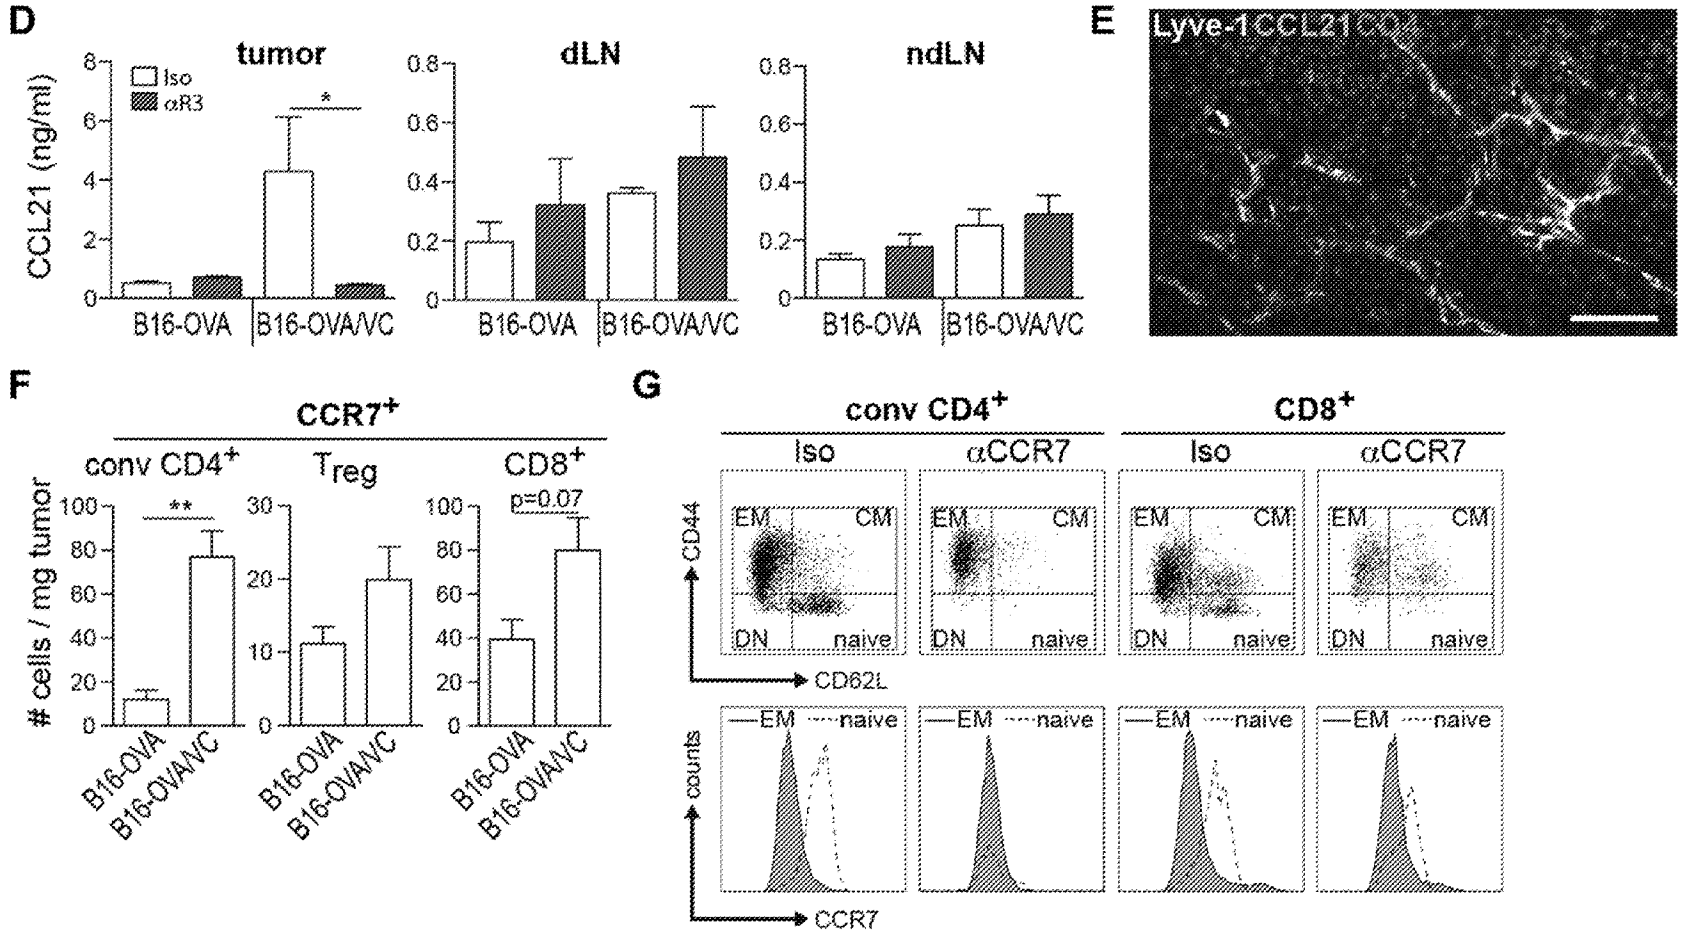 D
tumor
dLN
ndLN
Iso
αR3
*
CCL21 (ng/ml)
8
6
4
2
0
B16-OVA
B16-OVA/VC
0.8
0.6
0.4
0.2
0
B16-OVA
B16-OVA/VC
0.8
0.6
0.4
0.2
0
B16-OVA
B16-OVA/VC
E
Lyve-1 CCL21 CD4
F
CCR7+
conv CD4+
Treg
CD8+
# cells / mg tumor
**
100
80
60
40
20
0
B16-OVA
B16-OVA/VC
30
20
10
0
B16-OVA
B16-OVA/VC
p=0.07
100
80
60
40
20
0
B16-OVA
B16-OVA/VC
G
conv CD4+
CD8+
Iso
αCCR7
Iso
αCCR7
CD44
EM CM
DN naive
EM CM
DN naive
EM CM
DN naive
EM CM
DN naive
CD62L
counts
EM naive
EM naive
EM naive
EM naive
CCR7